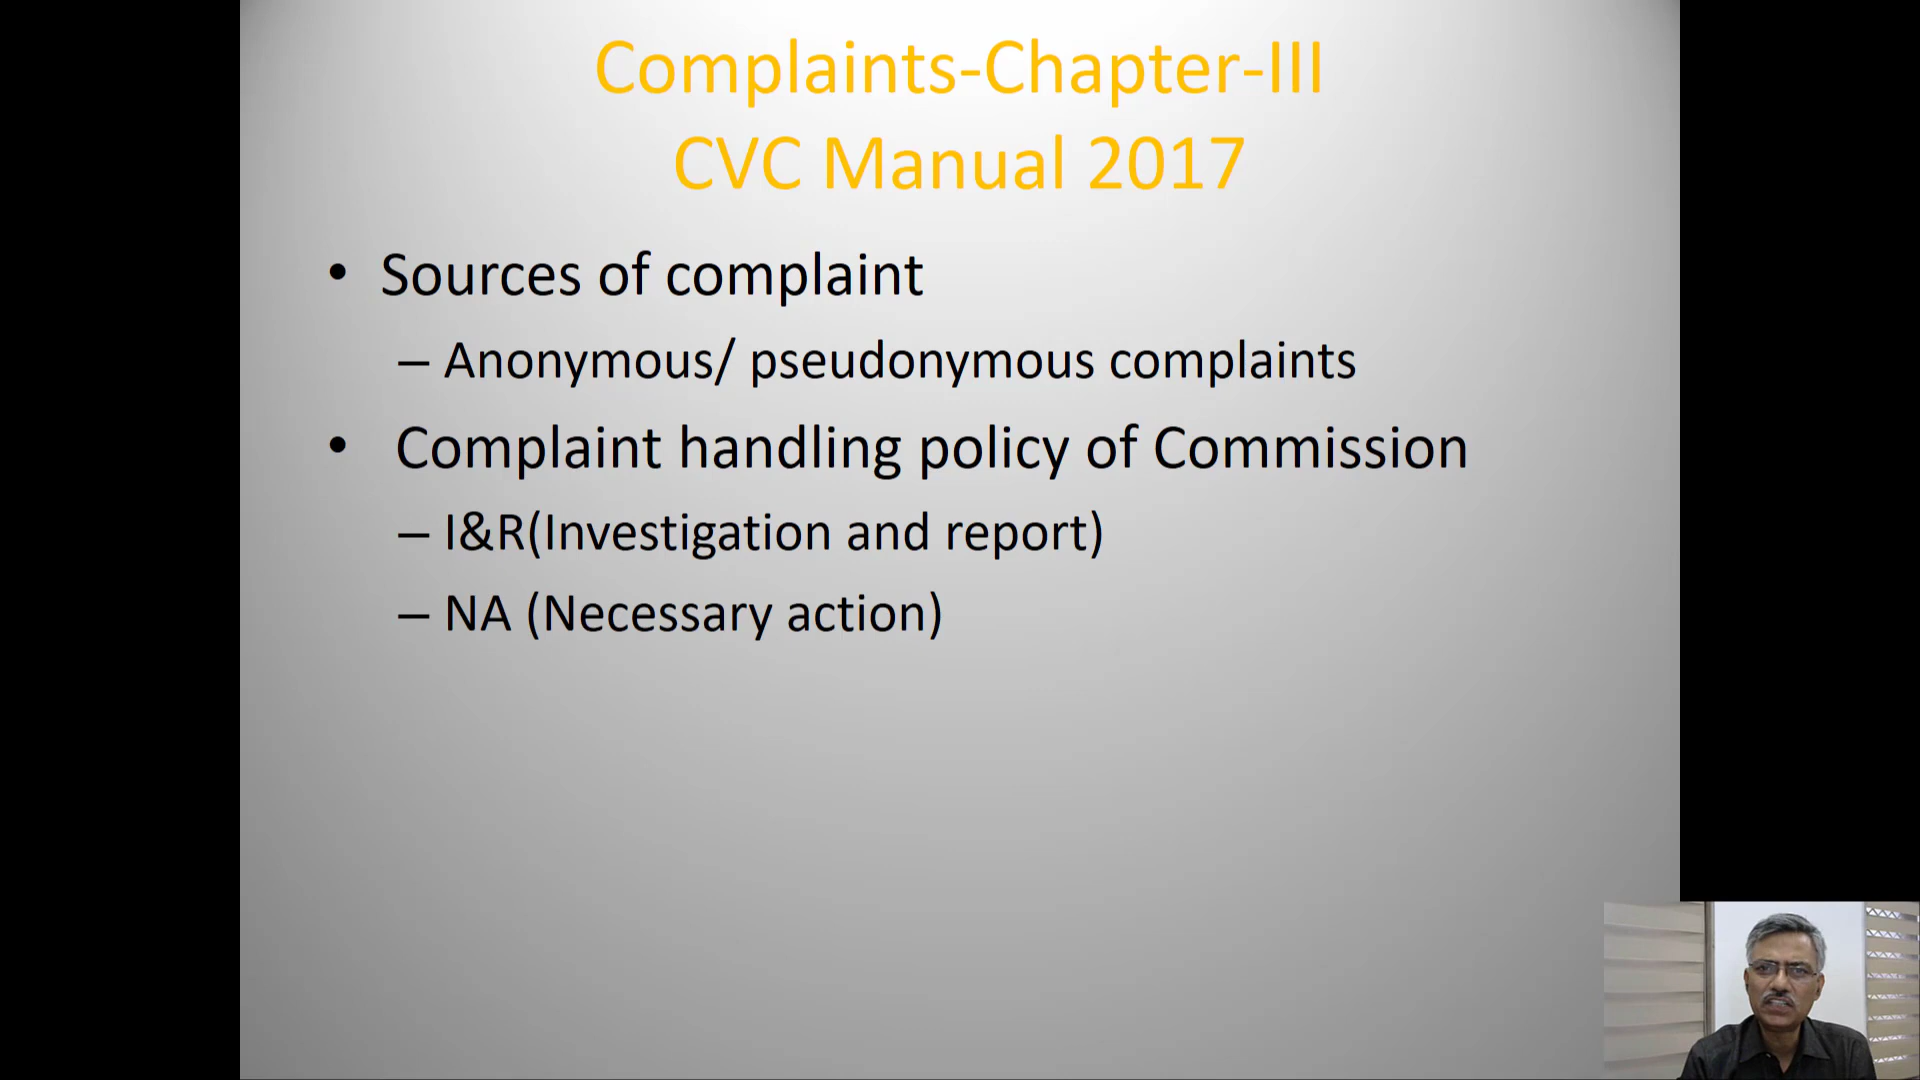 Complaints-Chapter-III
CVC Manual 2017
• Sources of complaint
– Anonymous/ pseudonymous complaints
• Complaint handling policy of Commission
– I&R(Investigation and report)
– NA (Necessary action)